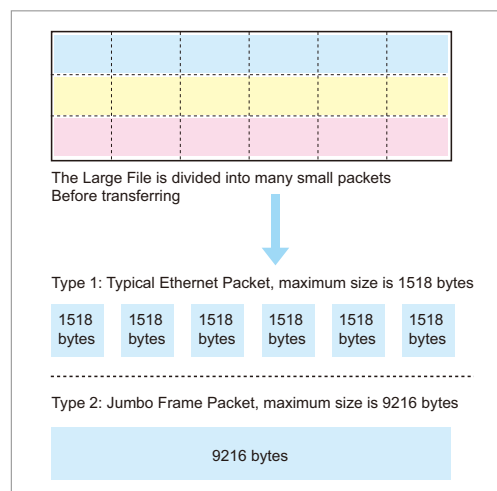 The Large File is divided into many small packets
Before transferring
Type 1: Typical Ethernet Packet, maximum size is 1518 bytes
1518 1518 1518 1518 1518 1518
bytes bytes bytes bytes bytes bytes
Type 2: Jumbo Frame Packet, maximum size is 9216 bytes
9216 bytes